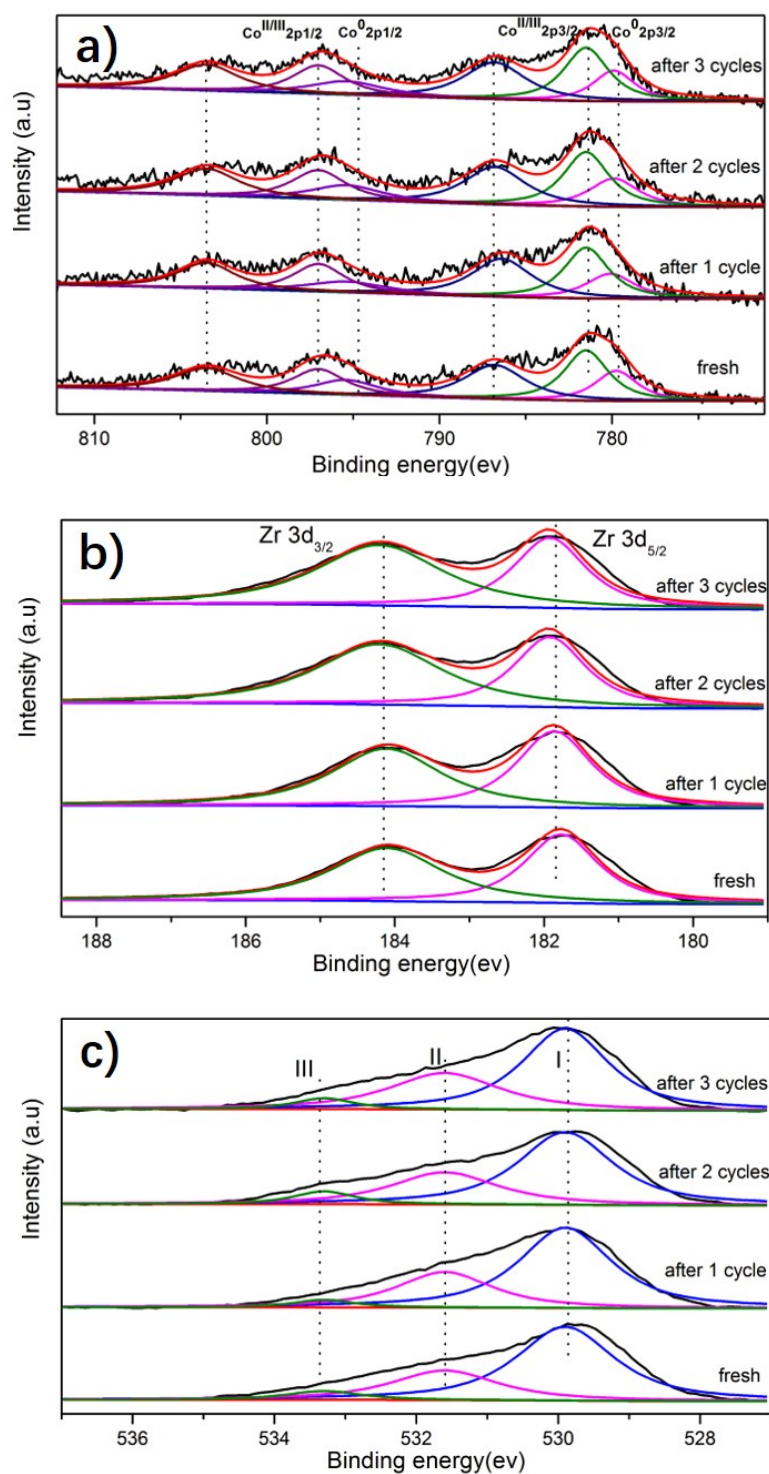 a)
Co^II/III 2p1/2 Co^0 2p1/2 Co^II/III 2p3/2 Co^0 2p3/2
after 3 cycles
after 2 cycles
after 1 cycle
fresh
Intensity (a.u)
810 800 790 780
Binding energy(ev)
b)
Zr 3d3/2 Zr 3d5/2
after 3 cycles
after 2 cycles
after 1 cycle
fresh
Intensity (a.u)
188 186 184 182 180
Binding energy(ev)
c)
III II I
after 3 cycles
after 2 cycles
after 1 cycle
fresh
Intensity (a.u)
536 534 532 530 528
Binding energy(ev)